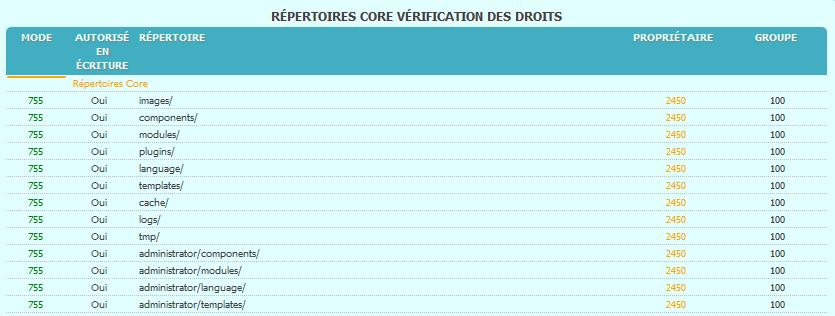 RÉPERTOIRES CORE VÉRIFICATION DES DROITS
MODE AUTORISÉ EN ÉCRITURE RÉPERTOIRE PROPRIÉTAIRE GROUPE
Répertoires Core
755 Oui images/ 2450 100
755 Oui components/ 2450 100
755 Oui modules/ 2450 100
755 Oui plugins/ 2450 100
755 Oui language/ 2450 100
755 Oui templates/ 2450 100
755 Oui cache/ 2450 100
755 Oui logs/ 2450 100
755 Oui tmp/ 2450 100
755 Oui administrator/components/ 2450 100
755 Oui administrator/modules/ 2450 100
755 Oui administrator/language/ 2450 100
755 Oui administrator/templates/ 2450 100